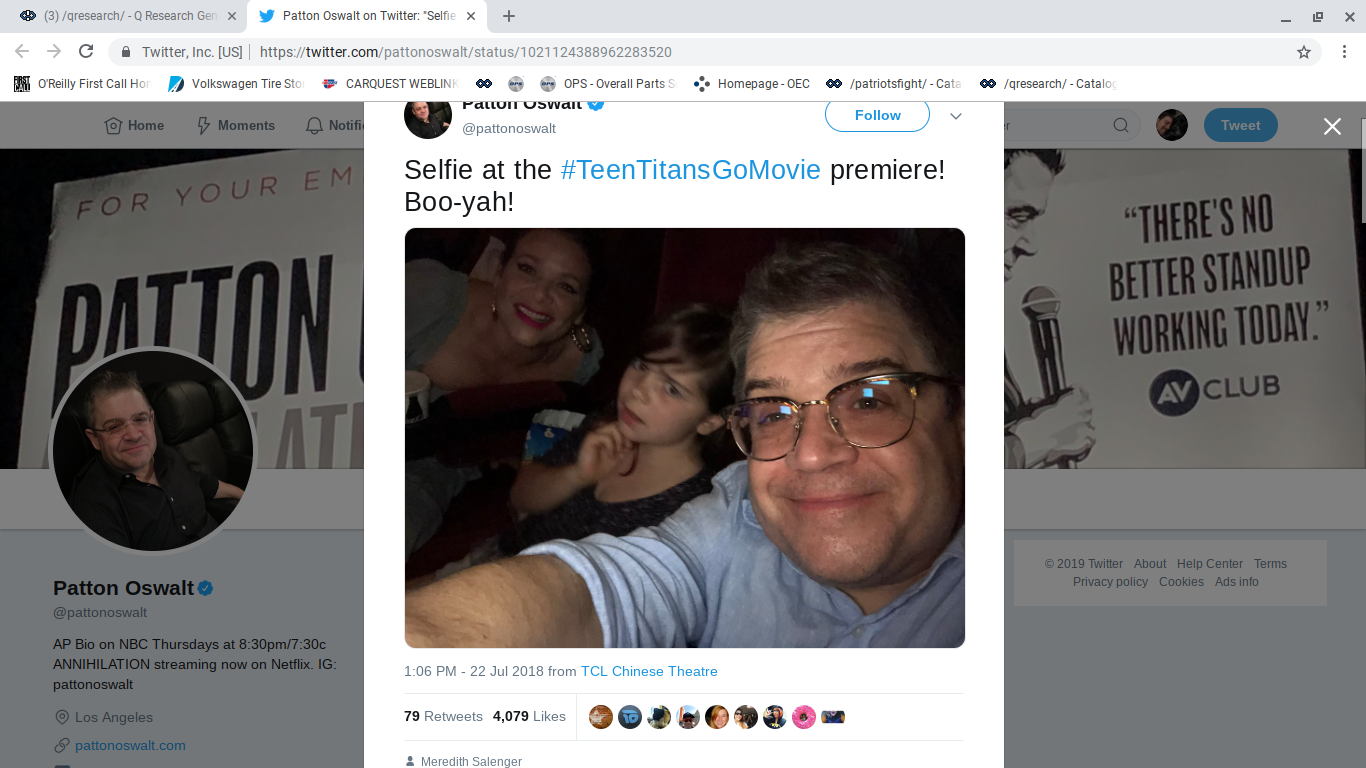 (3) /qresearch/ - Q Research Gen
Patton Oswalt on Twitter: "Selfie
Twitter, Inc. [US]
https://twitter.com/pattonoswalt/status/1021124388962283520
FIRST CALL
O'Reilly First Call Hor
Volkswagen Tire Stor
CARQUEST WEBLINK
OPS - Overall Parts S
Homepage - OEC
/patriotsfight/ - Cata
/qresearch/ - Catalog
Home
Moments
Notifi
Tweet
Patton Oswalt
@pattonoswalt
Follow
Selfie at the #TeenTitansGoMovie premiere!
Boo-yah!
FOR YOUR EM
PATTON
"THERE'S NO
BETTER STANDUP
WORKING TODAY."
AV CLUB
1:06 PM - 22 Jul 2018 from TCL Chinese Theatre
79 Retweets 4,079 Likes
Meredith Salenger
Patton Oswalt
@pattonoswalt
AP Bio on NBC Thursdays at 8:30pm/7:30c
ANNIHILATION streaming now on Netflix. IG:
pattonoswalt
Los Angeles
pattonoswalt.com
© 2019 Twitter About Help Center Terms
Privacy policy Cookies Ads info